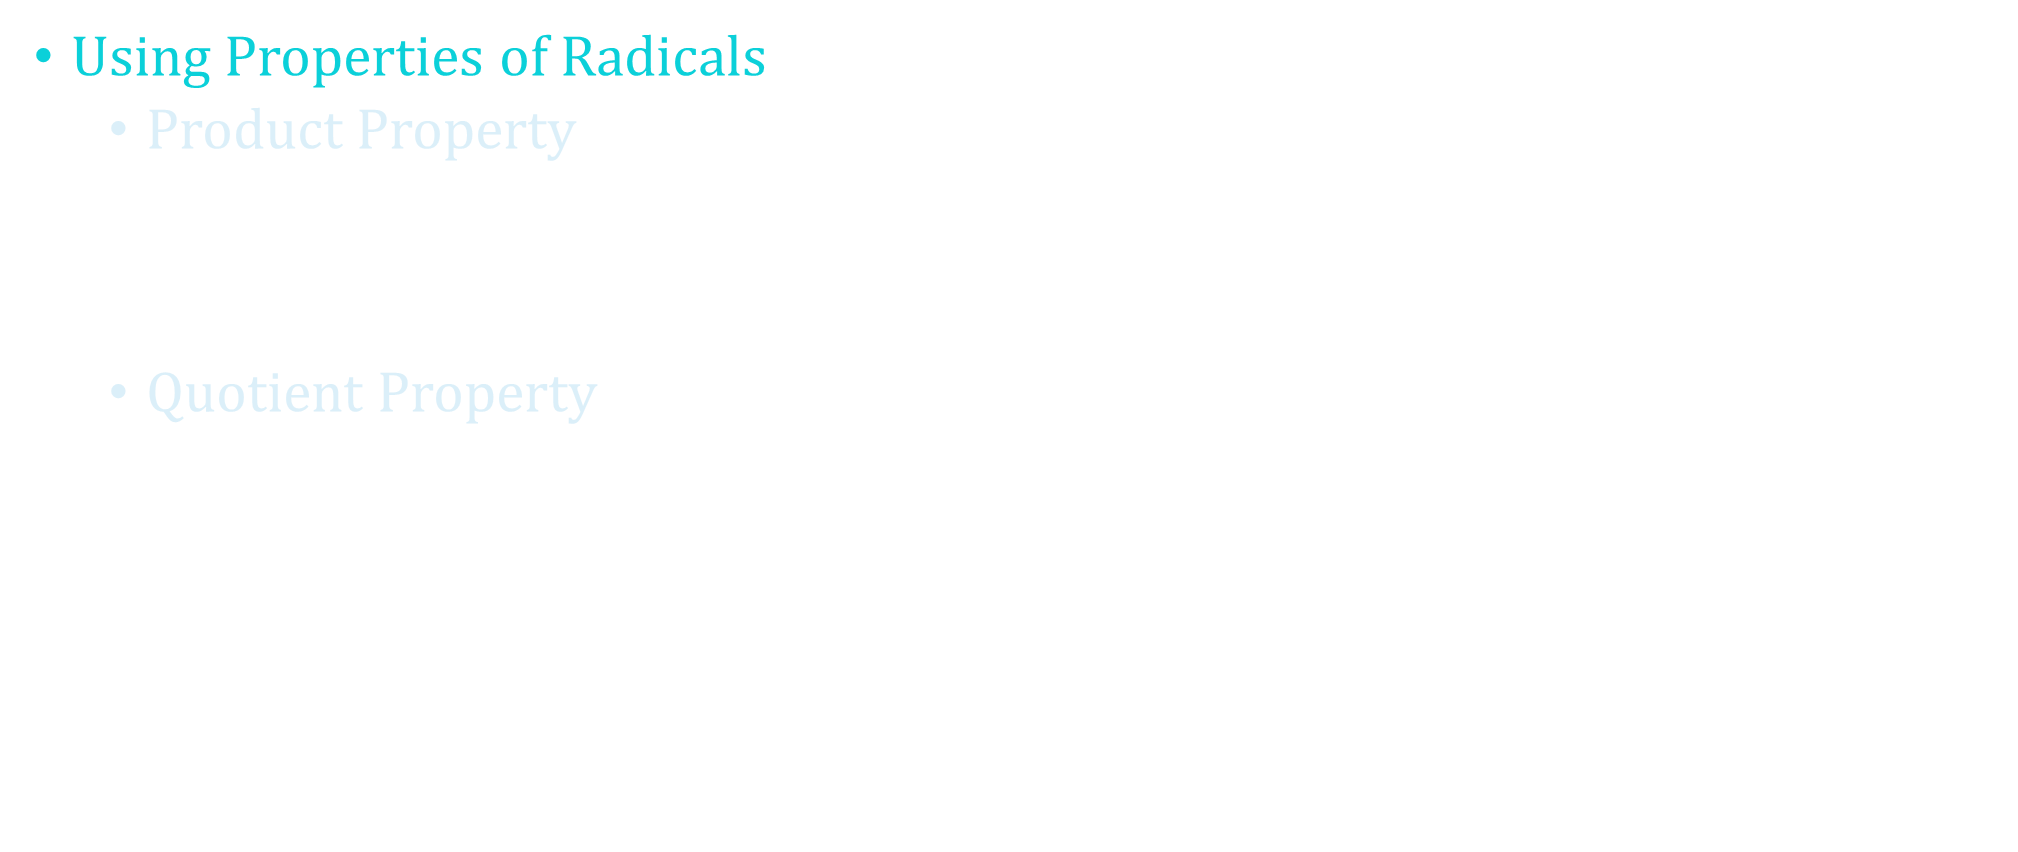 • Using Properties of Radicals
• Product Property
• Quotient Property